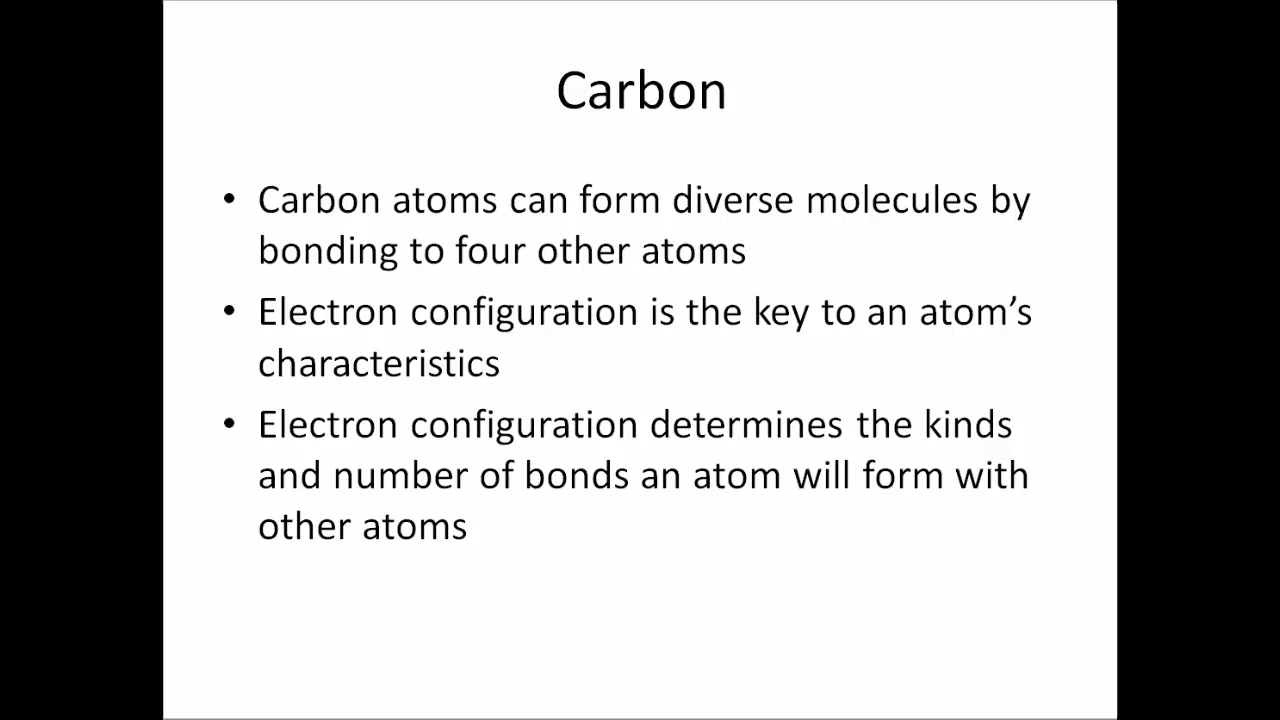 Carbon
• Carbon atoms can form diverse molecules by
bonding to four other atoms
• Electron configuration is the key to an atom’s
characteristics
• Electron configuration determines the kinds
and number of bonds an atom will form with
other atoms